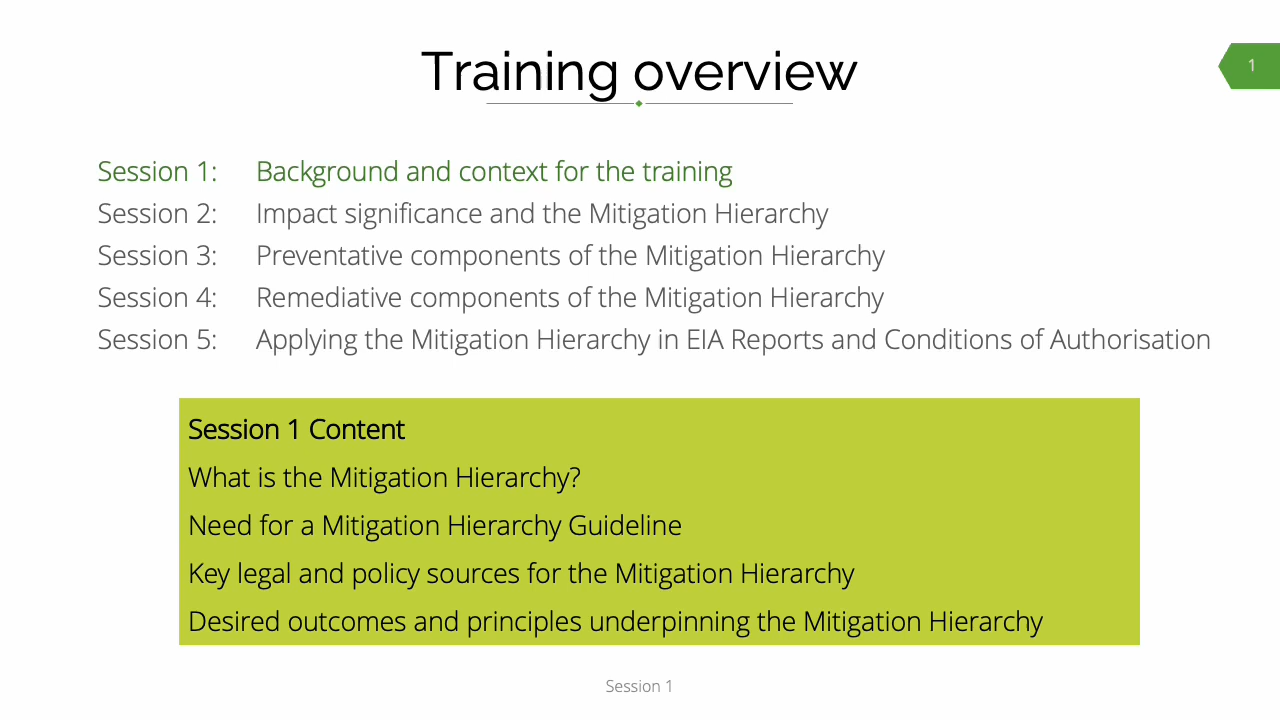 Training overview
1
Session 1: Background and context for the training
Session 2: Impact significance and the Mitigation Hierarchy
Session 3: Preventative components of the Mitigation Hierarchy
Session 4: Remediative components of the Mitigation Hierarchy
Session 5: Applying the Mitigation Hierarchy in EIA Reports and Conditions of Authorisation
Session 1 Content
What is the Mitigation Hierarchy?
Need for a Mitigation Hierarchy Guideline
Key legal and policy sources for the Mitigation Hierarchy
Desired outcomes and principles underpinning the Mitigation Hierarchy
Session 1